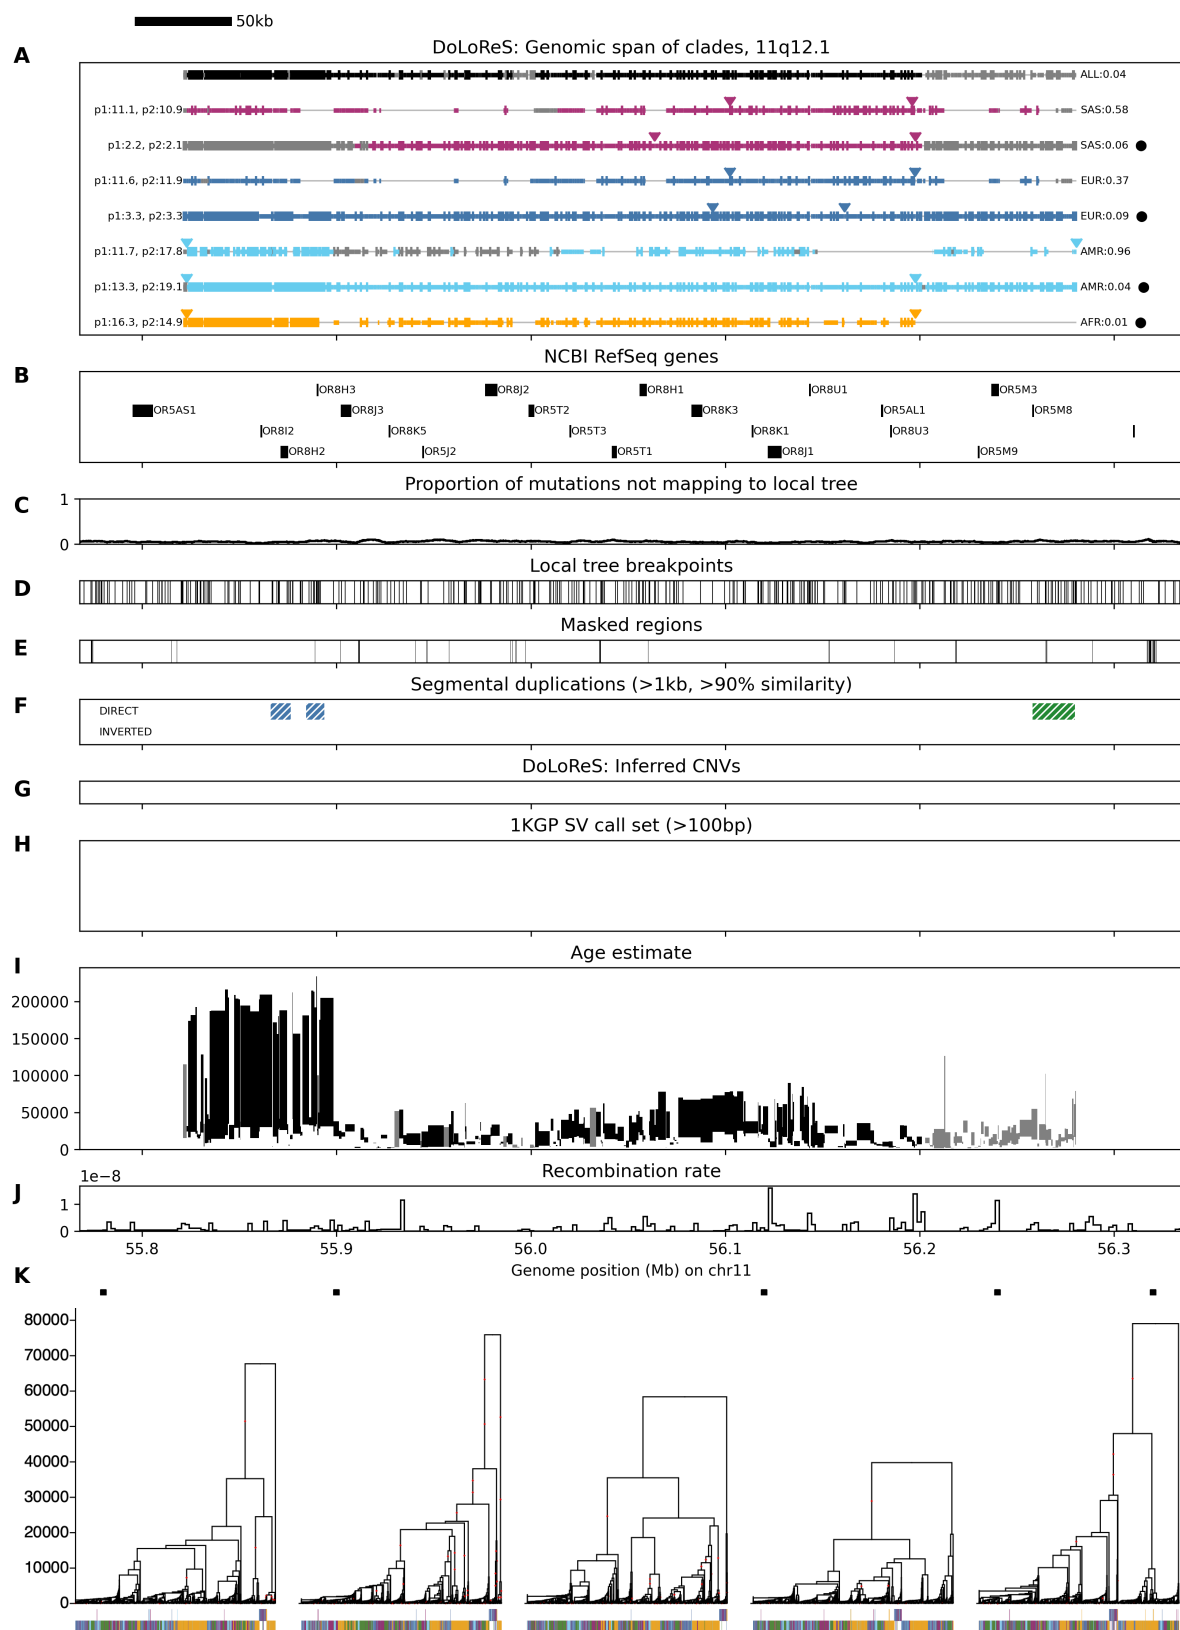 50kb
A
DoLoReS: Genomic span of clades, 11q12.1
ALL:0.04
p1:11.1, p2:10.9 SAS:0.58
p1:2.2, p2:2.1 SAS:0.06
p1:11.6, p2:11.9 EUR:0.37
p1:3.3, p2:3.3 EUR:0.09
p1:11.7, p2:17.8 AMR:0.96
p1:13.3, p2:19.1 AMR:0.04
p1:16.3, p2:14.9 AFR:0.01
B
NCBI RefSeq genes
OR8H3 OR8J2 OR8H1 OR8U1 OR5M3
OR5AS1 OR8J3 OR5T2 OR8K3 OR5AL1 OR5M8
OR8I2 OR8K5 OR5T3 OR8K1 OR8U3
OR8H2 OR5J2 OR5T1 OR8J1 OR5M9
C
Proportion of mutations not mapping to local tree
1
0
D
Local tree breakpoints
E
Masked regions
F
Segmental duplications (>1kb, >90% similarity)
DIRECT
INVERTED
G
DoLoReS: Inferred CNVs
H
1KGP SV call set (>100bp)
I
Age estimate
200000
150000
100000
50000
0
J
Recombination rate
1e−8
1
0
55.8 55.9 56.0 56.1 56.2 56.3
Genome position (Mb) on chr11
K
80000
70000
60000
50000
40000
30000
20000
10000
0